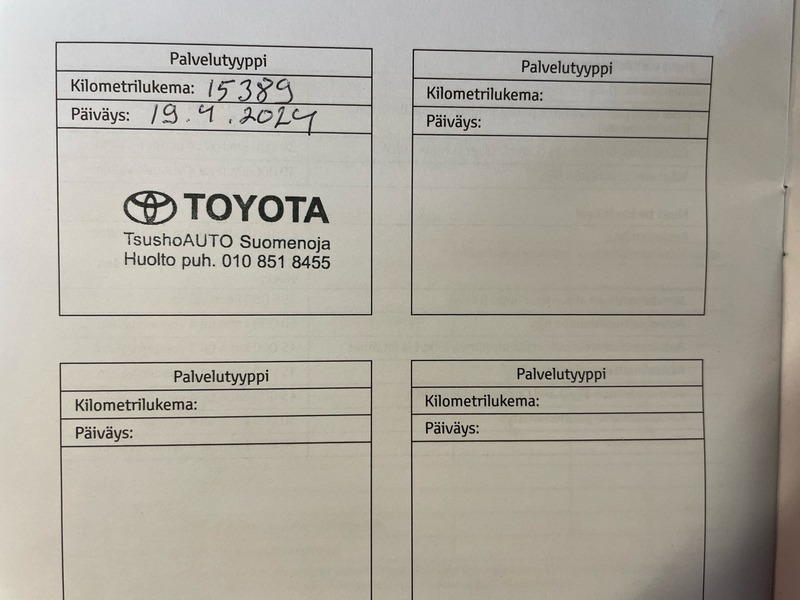 Palvelutyyppi
Kilometrilukema: 15389
Päiväys: 19.4.2024
TOYOTA
TsushoAUTO Suomenoja
Huolto puh. 010 851 8455
Palvelutyyppi
Kilometrilukema:
Päiväys:
Palvelutyyppi
Kilometrilukema:
Päiväys:
Palvelutyyppi
Kilometrilukema:
Päiväys: